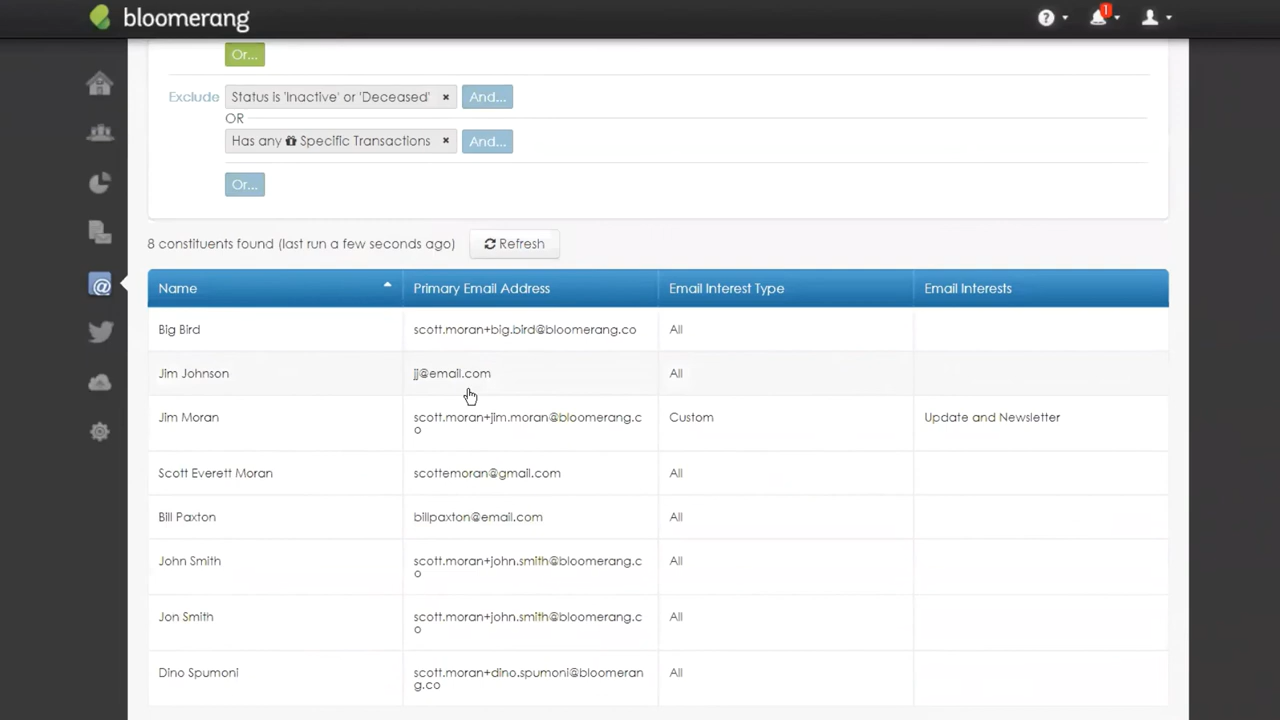 bloomerang
1
Or...
Exclude Status is 'Inactive' or 'Deceased' × And...
OR
Has any Specific Transactions × And...
Or...
8 constituents found (last run a few seconds ago) Refresh
Name Primary Email Address Email Interest Type Email Interests
Big Bird scott.moran+big.bird@bloomerang.co All
Jim Johnson jj@email.com All
Jim Moran scott.moran+jim.moran@bloomerang.c Custom Update and Newsletter
o
Scott Everett Moran scottemoran@gmail.com All
Bill Paxton billpaxton@email.com All
John Smith scott.moran+john.smith@bloomerang.c All
o
Jon Smith scott.moran+john.smith@bloomerang.c All
o
Dino Spumoni scott.moran+dino.spumoni@bloomeran All
g.co